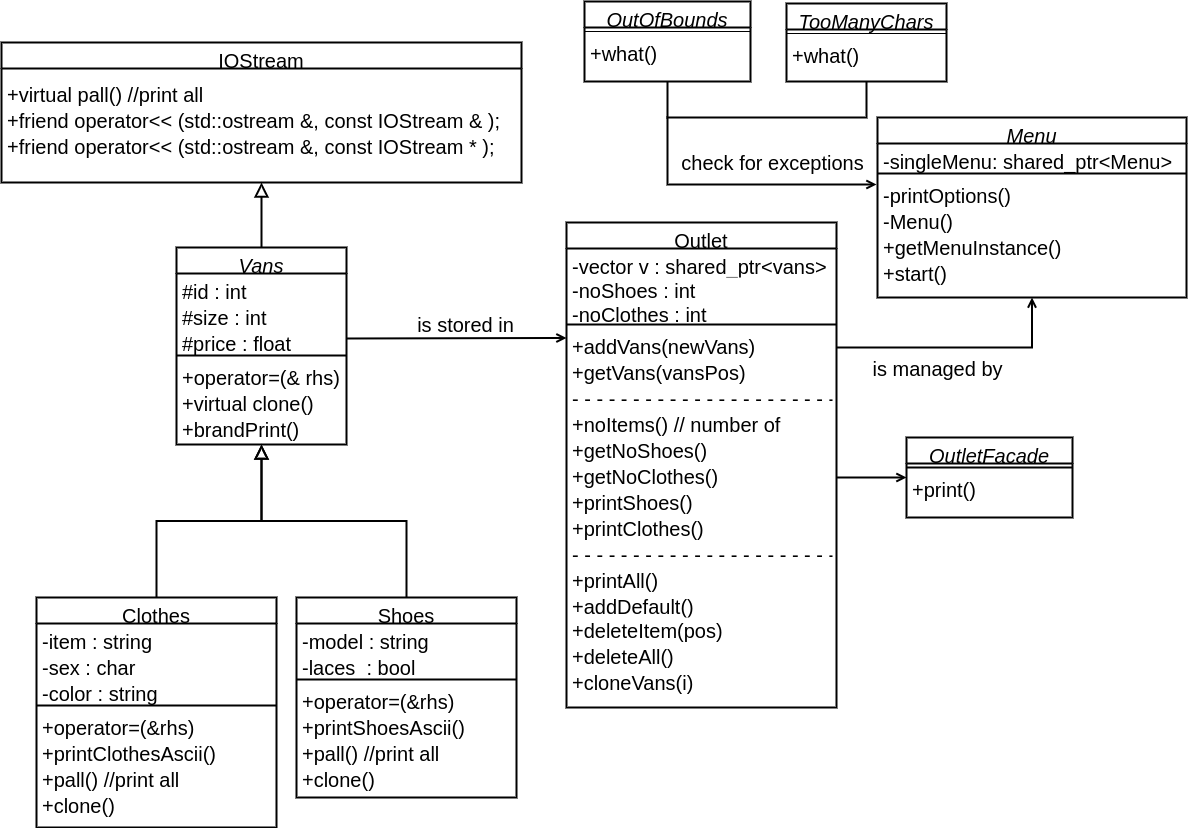 OutOfBounds
+what()
TooManyChars
+what()
IOStream
+virtual pall() //print all
+friend operator<< (std::ostream &, const IOStream & );
+friend operator<< (std::ostream &, const IOStream * );
check for exceptions
Menu
-singleMenu: shared_ptr<Menu>
-printOptions()
-Menu()
+getMenuInstance()
+start()
Vans
#id : int
#size : int
#price : float
+operator=(& rhs)
+virtual clone()
+brandPrint()
is stored in
Outlet
-vector v : shared_ptr<vans>
-noShoes : int
-noClothes : int
+addVans(newVans)
+getVans(vansPos)
+noItems() // number of
+getNoShoes()
+getNoClothes()
+printShoes()
+printClothes()
+printAll()
+addDefault()
+deleteItem(pos)
+deleteAll()
+cloneVans(i)
is managed by
OutletFacade
+print()
Clothes
-item : string
-sex : char
-color : string
+operator=(&rhs)
+printClothesAscii()
+pall() //print all
+clone()
Shoes
-model : string
-laces  : bool
+operator=(&rhs)
+printShoesAscii()
+pall() //print all
+clone()